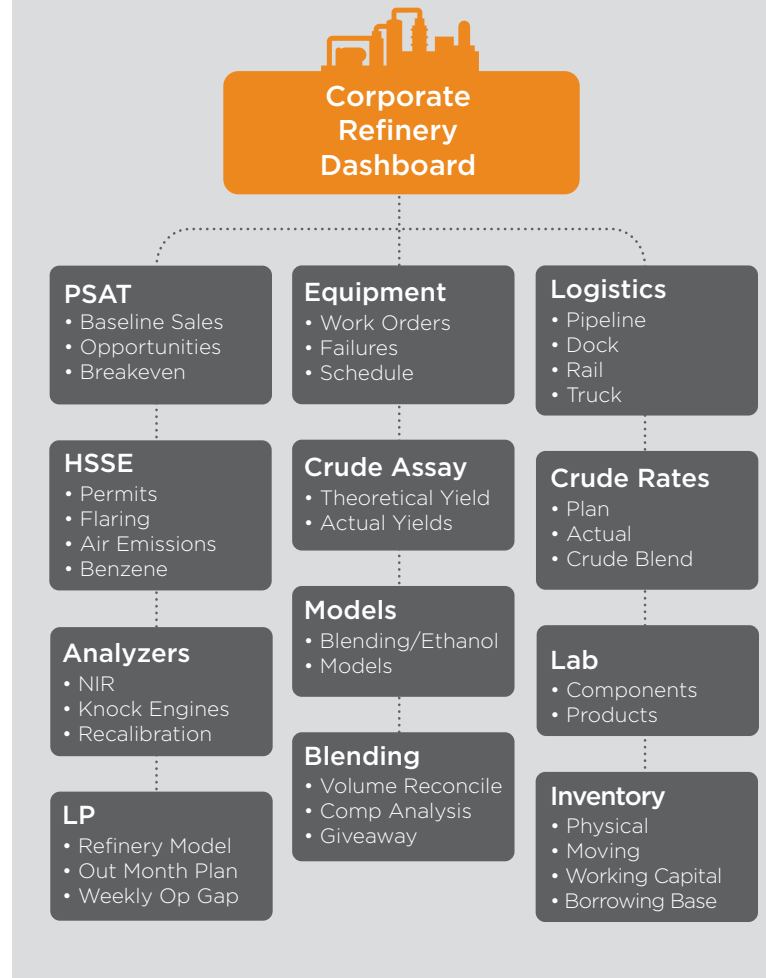 Corporate
Refinery
Dashboard
PSAT
• Baseline Sales
• Opportunities
• Breakeven
HSSE
• Permits
• Flaring
• Air Emissions
• Benzene
Analyzers
• NIR
• Knock Engines
• Recalibration
LP
• Refinery Model
• Out Month Plan
• Weekly Op Gap
Equipment
• Work Orders
• Failures
• Schedule
Crude Assay
• Theoretical Yield
• Actual Yields
Models
• Blending/Ethanol
• Models
Blending
• Volume Reconcile
• Comp Analysis
• Giveaway
Logistics
• Pipeline
• Dock
• Rail
• Truck
Crude Rates
• Plan
• Actual
• Crude Blend
Lab
• Components
• Products
Inventory
• Physical
• Moving
• Working Capital
• Borrowing Base